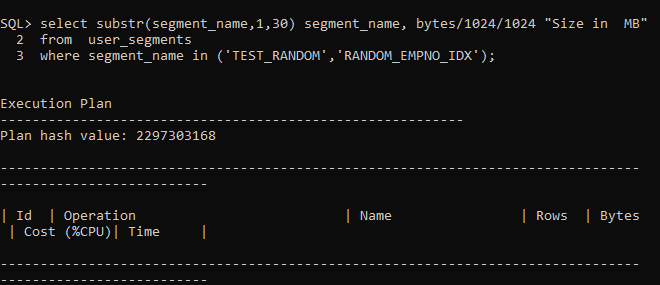 SQL> select substr(segment_name,1,30) segment_name, bytes/1024/1024 "Size in  MB"
  2  from  user_segments
  3  where segment_name in ('TEST_RANDOM','RANDOM_EMPNO_IDX');
Execution Plan
----------------------------------------------------------
Plan hash value: 2297303168
--------------------------------------------------------------------------------
--------------------------
| Id  | Operation                          | Name                | Rows  | Bytes
 | Cost (%CPU)| Time     |
--------------------------------------------------------------------------------
--------------------------